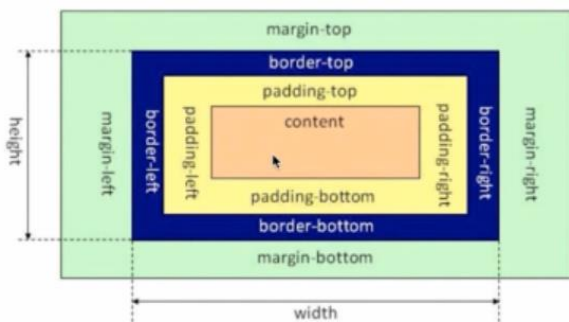 margin-top
border-top
padding-top
content
height
margin-left
border-left
padding-left
padding-right
border-right
margin-right
padding-bottom
border-bottom
margin-bottom
width